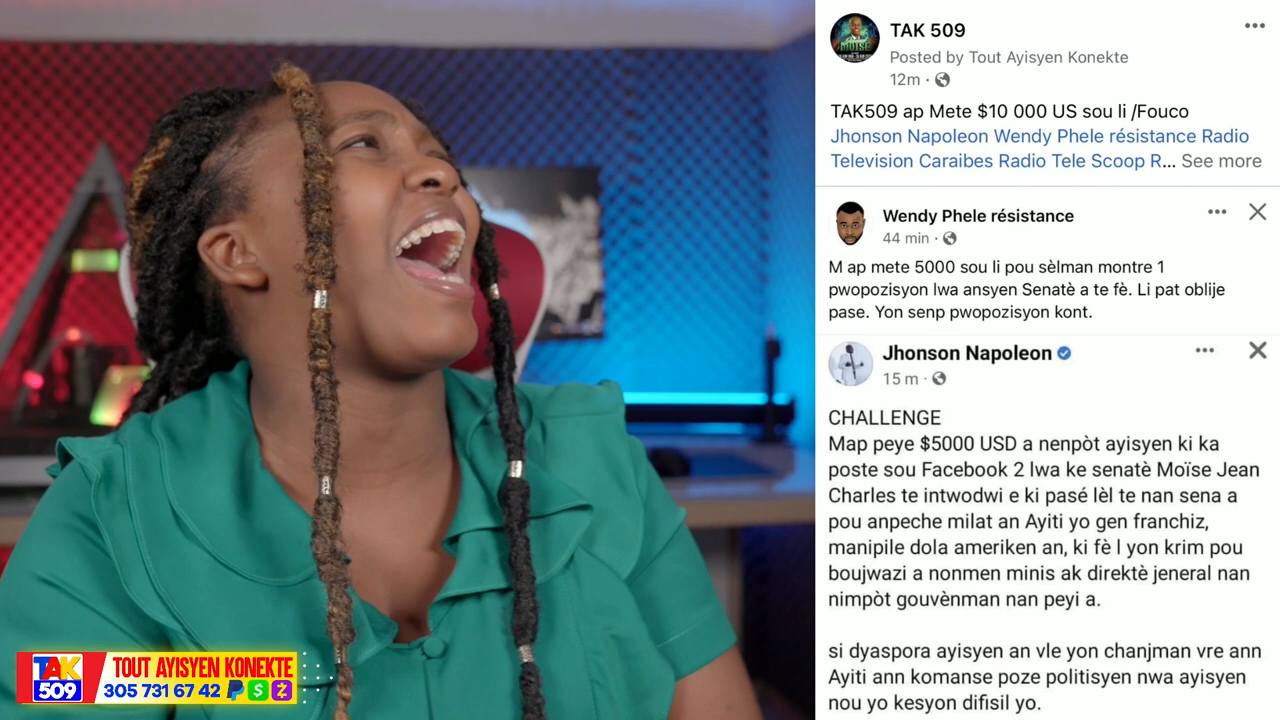 TAK 509
Posted by Tout Ayisyen Konekte
12m ·
TAK509 ap Mete $10 000 US sou li /Fouco
Jhonson Napoleon Wendy Phele résistance Radio
Television Caraibes Radio Tele Scoop R... See more
Wendy Phele résistance
44 min ·
M ap mete 5000 sou li pou sèlman montre 1
pwopozisyon lwa ansyen Senatè a te fè. Li pat oblije
pase. Yon senp pwopozisyon kont.
Jhonson Napoleon
15 m ·
CHALLENGE
Map peye $5000 USD a nenpòt ayisyen ki ka
poste sou Facebook 2 lwa ke senatè Moïse Jean
Charles te intwodwi e ki pasé lèl te nan sena a
pou anpeche milat an Ayiti yo gen franchiz,
manipile dola ameriken an, ki fè l yon krim pou
boujwazi a nonmen minis ak direktè jeneral nan
nimpòt gouvènman nan peyi a.
si dyaspora ayisyen an vle yon chanjman vre ann
Ayiti ann komanse poze politisyen nwa ayisyen
nou yo kesyon difisil yo.
TAK
509
TOUT AYISYEN KONEKTE
305 731 67 42
MOISE